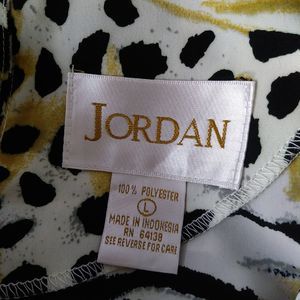 JORDAN
100% POLYESTER
L
MADE IN INDONESIA
RN 64138
SEE REVERSE FOR CARE